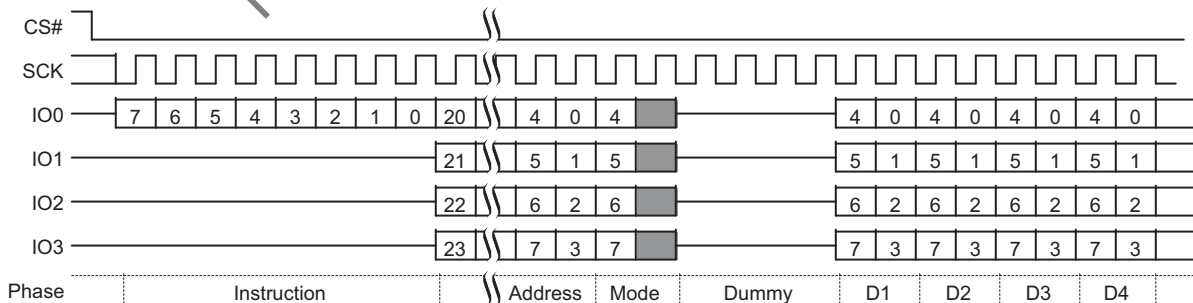 CS#
SCK
IO0 7 6 5 4 3 2 1 0 20 4 0 4 4 0 4 0 4 0 4 0
IO1 21 5 1 5 5 1 5 1 5 1 5 1
IO2 22 6 2 6 6 2 6 2 6 2 6 2
IO3 23 7 3 7 7 3 7 3 7 3 7 3
Phase Instruction Address Mode Dummy D1 D2 D3 D4